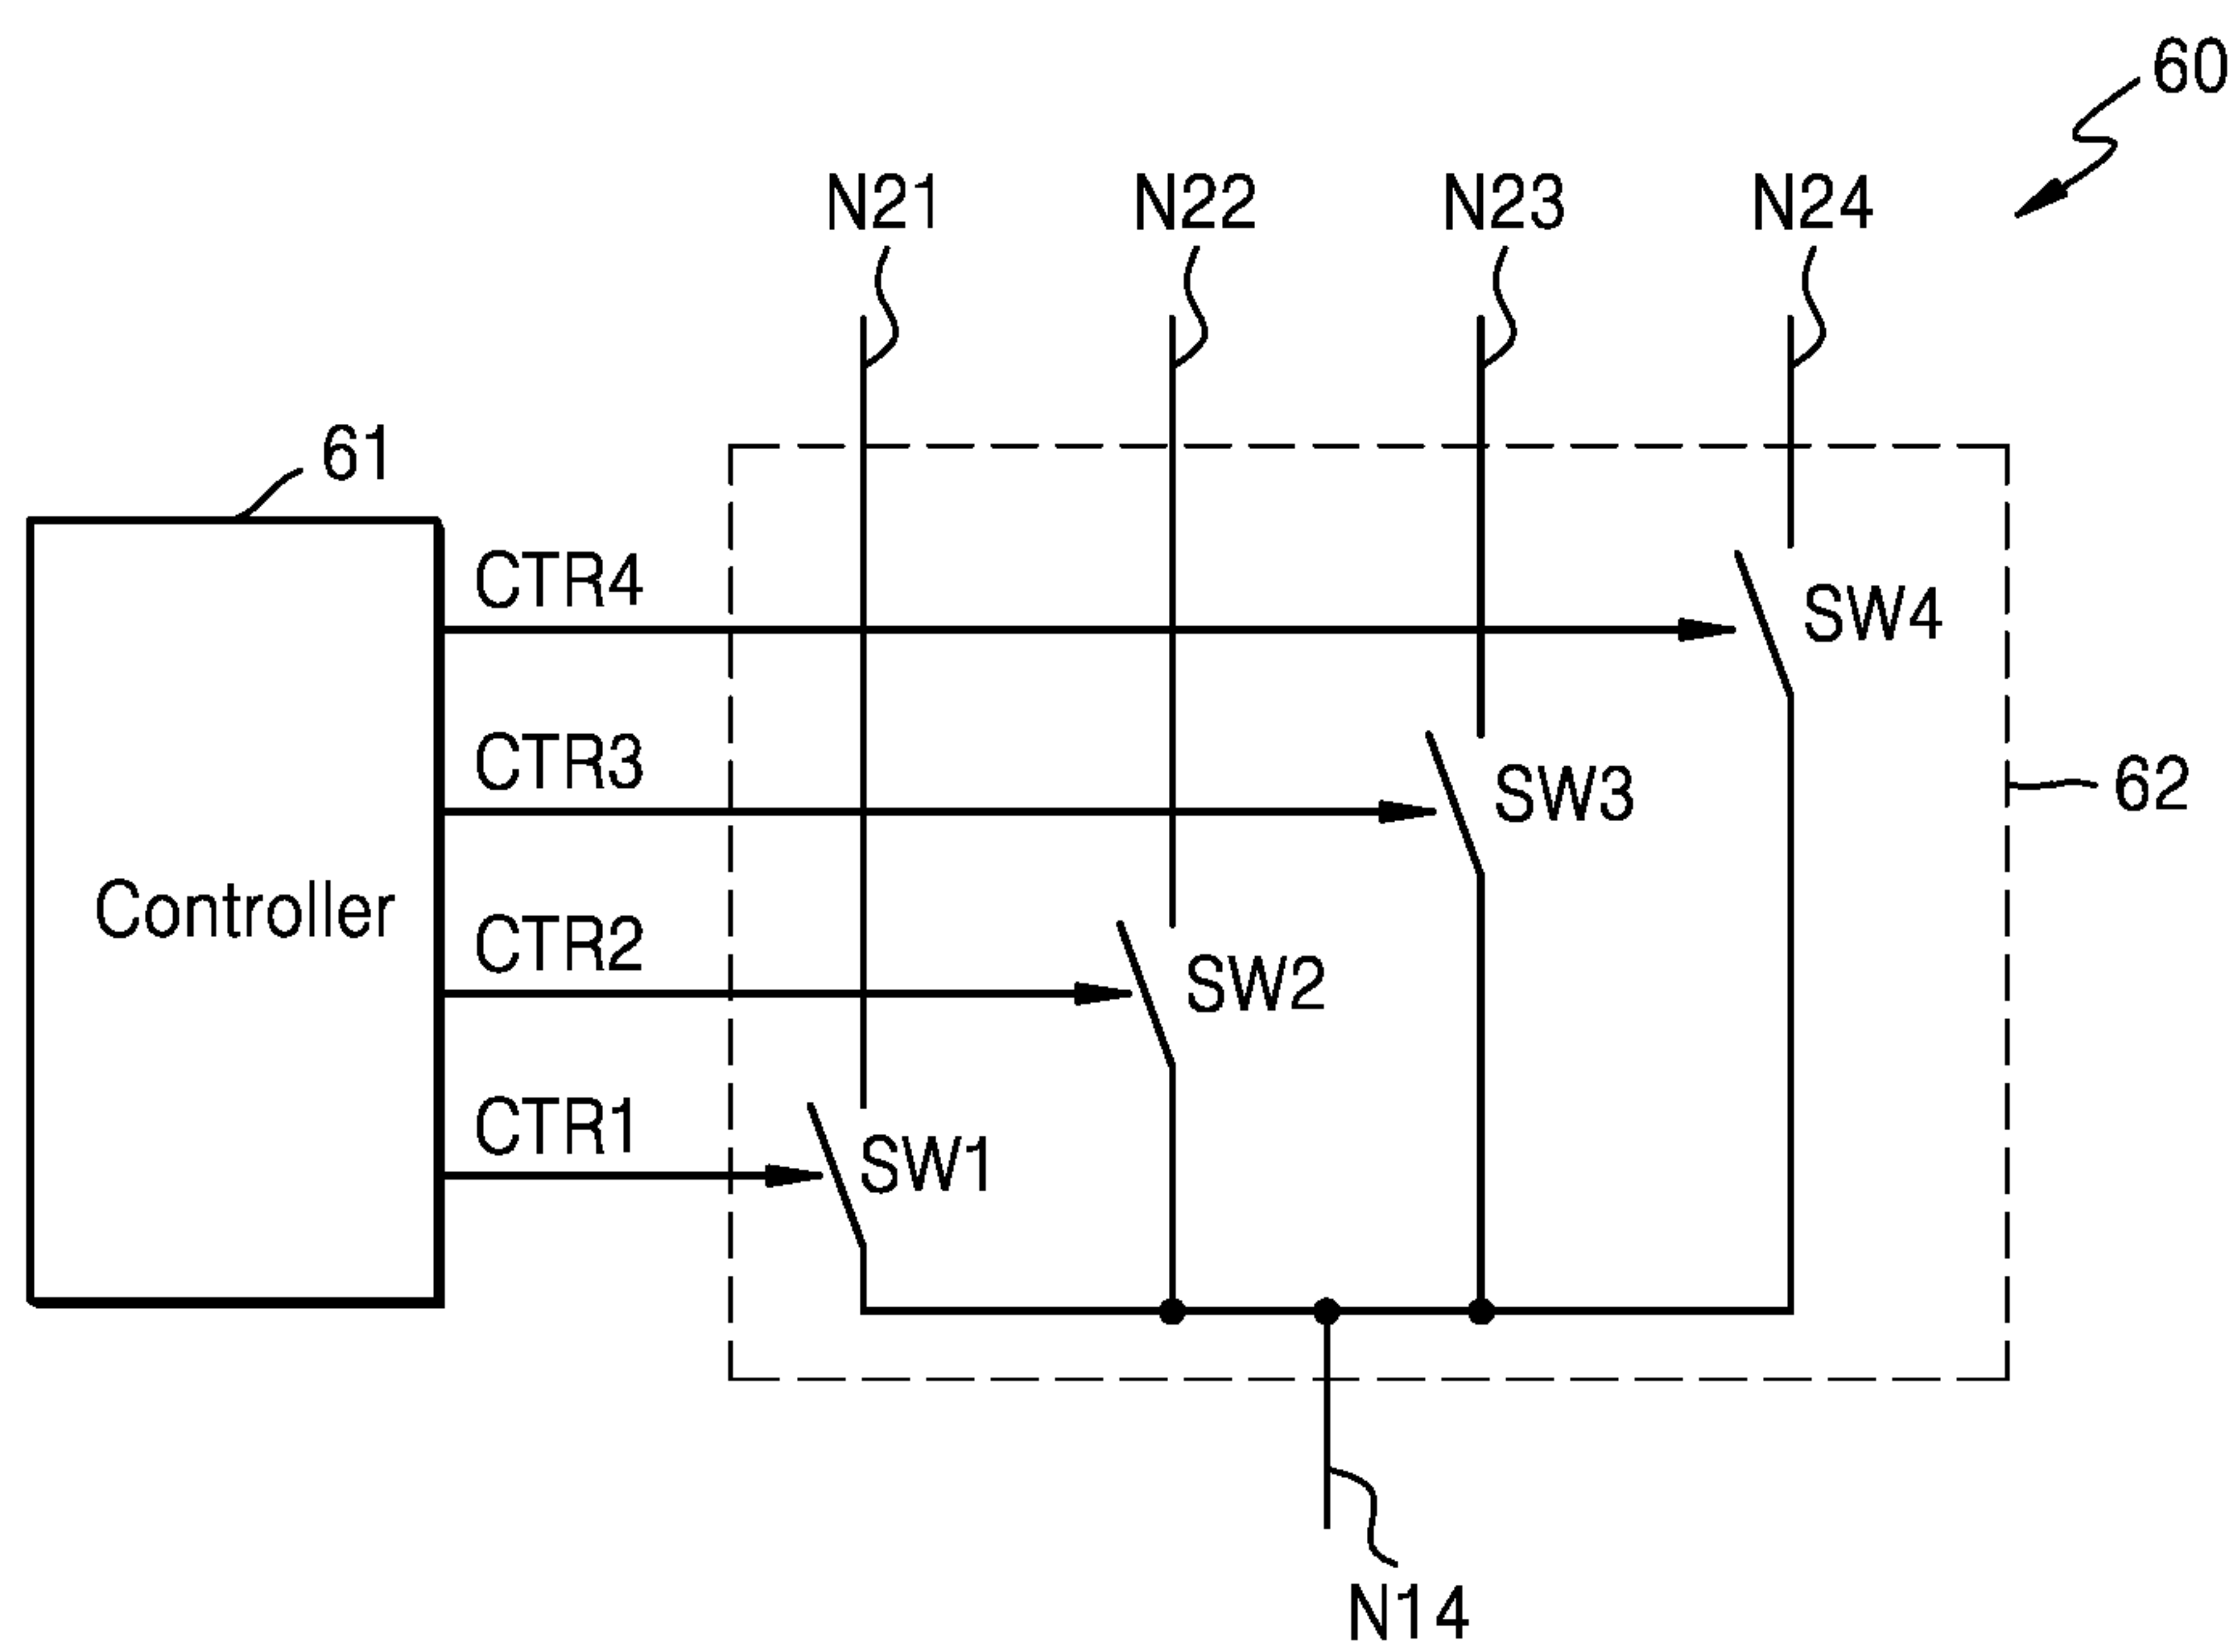 60
N21 N22 N23 N24
61
CTR4
SW4
CTR3
SW3
62
Controller
CTR2
SW2
CTR1
SW1
N14